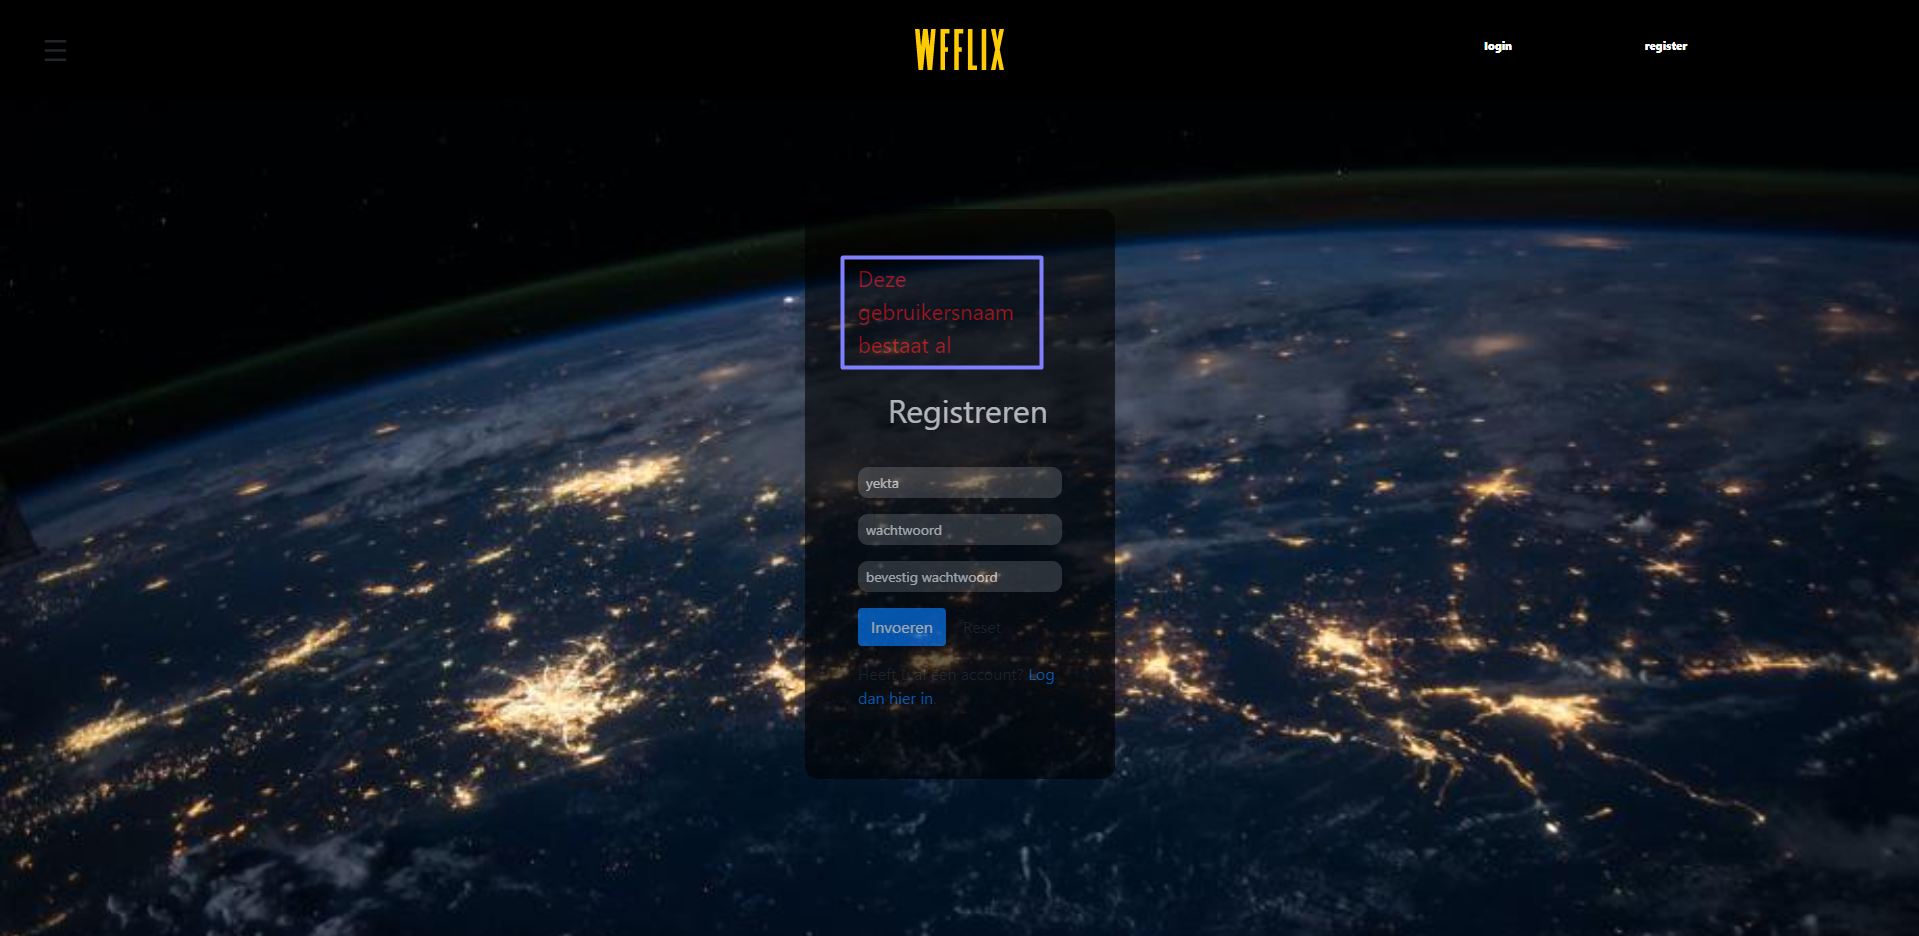 ☰
WFFLIX
login
register
Deze
gebruikersnaam
bestaat al
Registreren
yekta
wachtwoord
bevestig wachtwoord
Invoeren Reset
Heeft u al een account? Log
dan hier in.